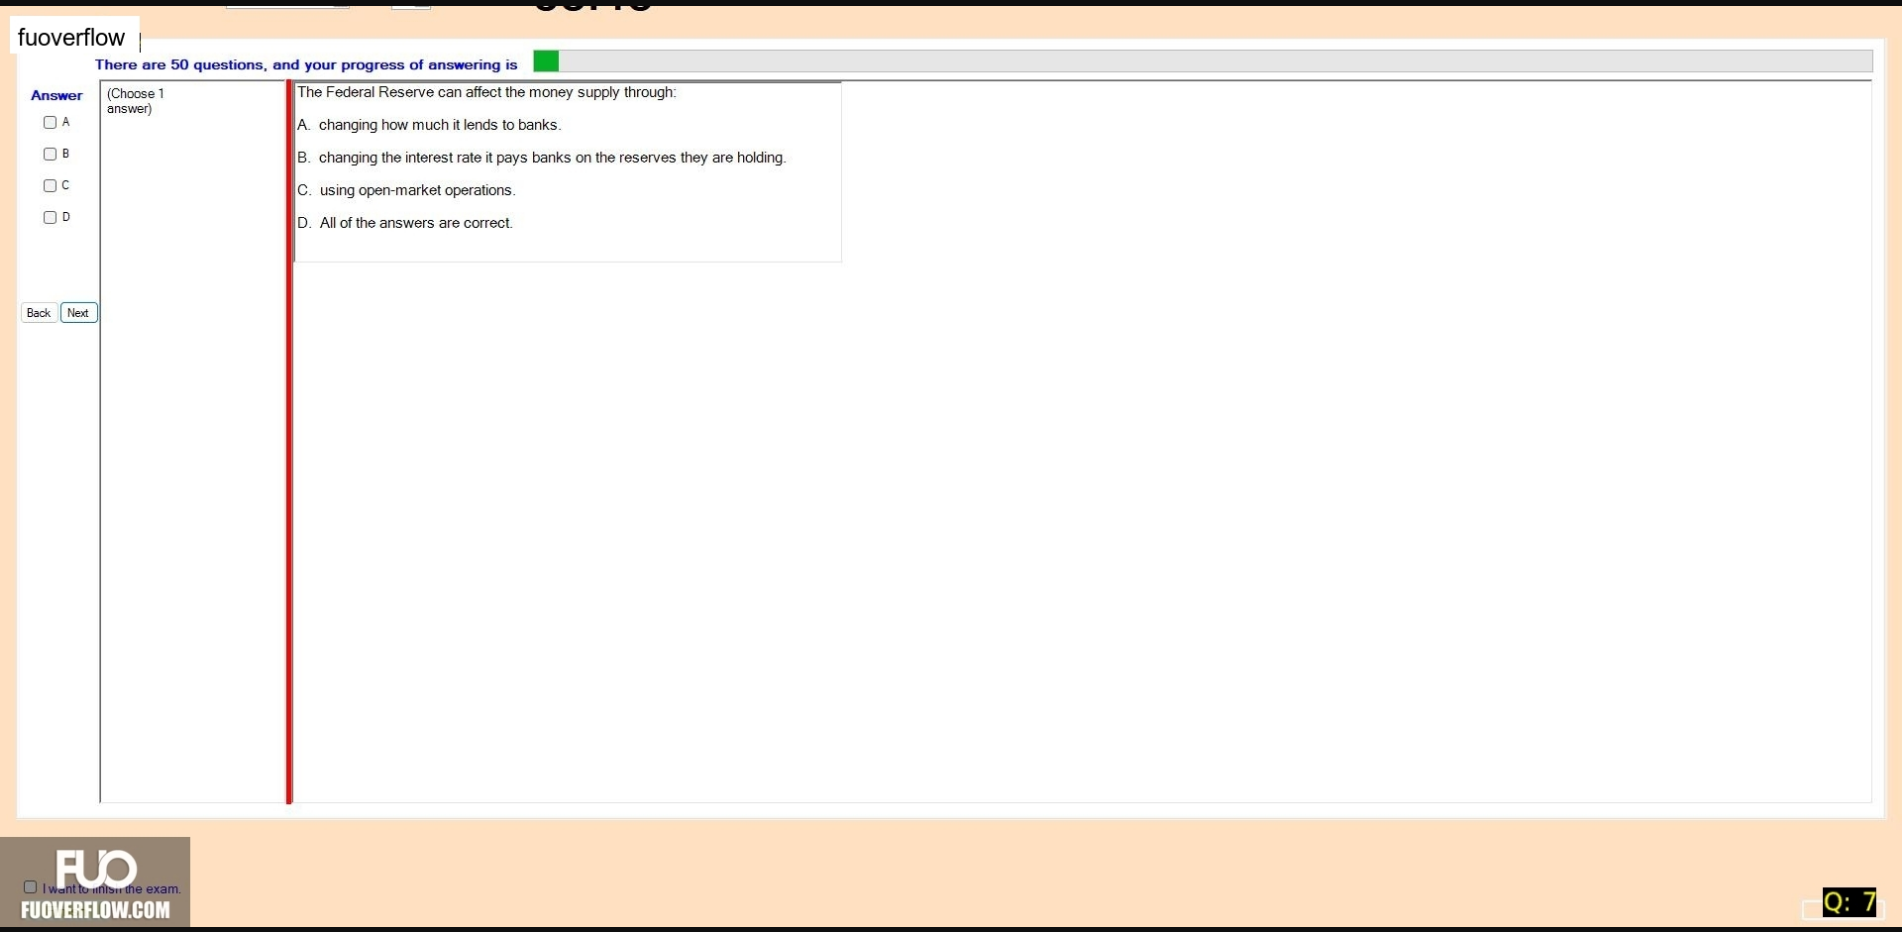 fuoverflow
There are 50 questions, and your progress of answering is
Answer
(Choose 1
answer)
A
B
C
D
Back
Next
The Federal Reserve can affect the money supply through:
A. changing how much it lends to banks.
B. changing the interest rate it pays banks on the reserves they are holding.
C. using open-market operations.
D. All of the answers are correct.
FUO
I want to finish the exam.
FUOVERFLOW.COM
Q: 7